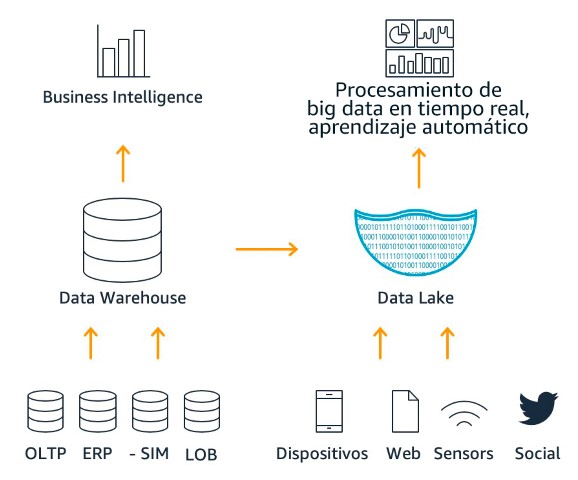 Business Intelligence
Procesamiento de
big data en tiempo real,
aprendizaje automático
Data Warehouse
Data Lake
OLTP ERP - SIM LOB
Dispositivos Web Sensors Social